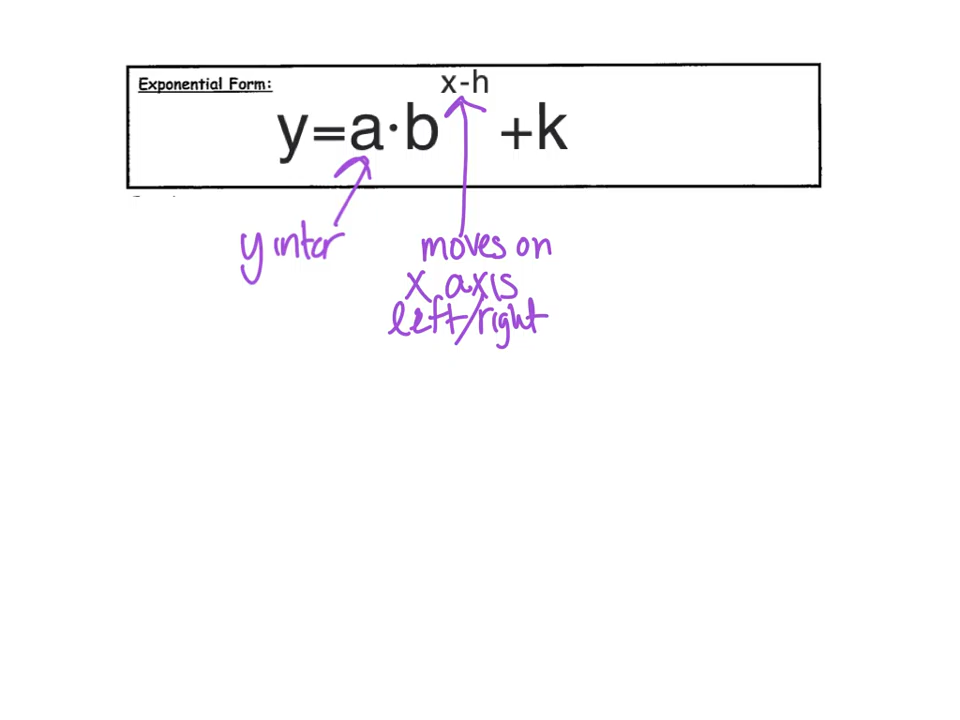 Exponential Form:
x-h
y=a·b +k
y inter
moves on
x axis
left/right